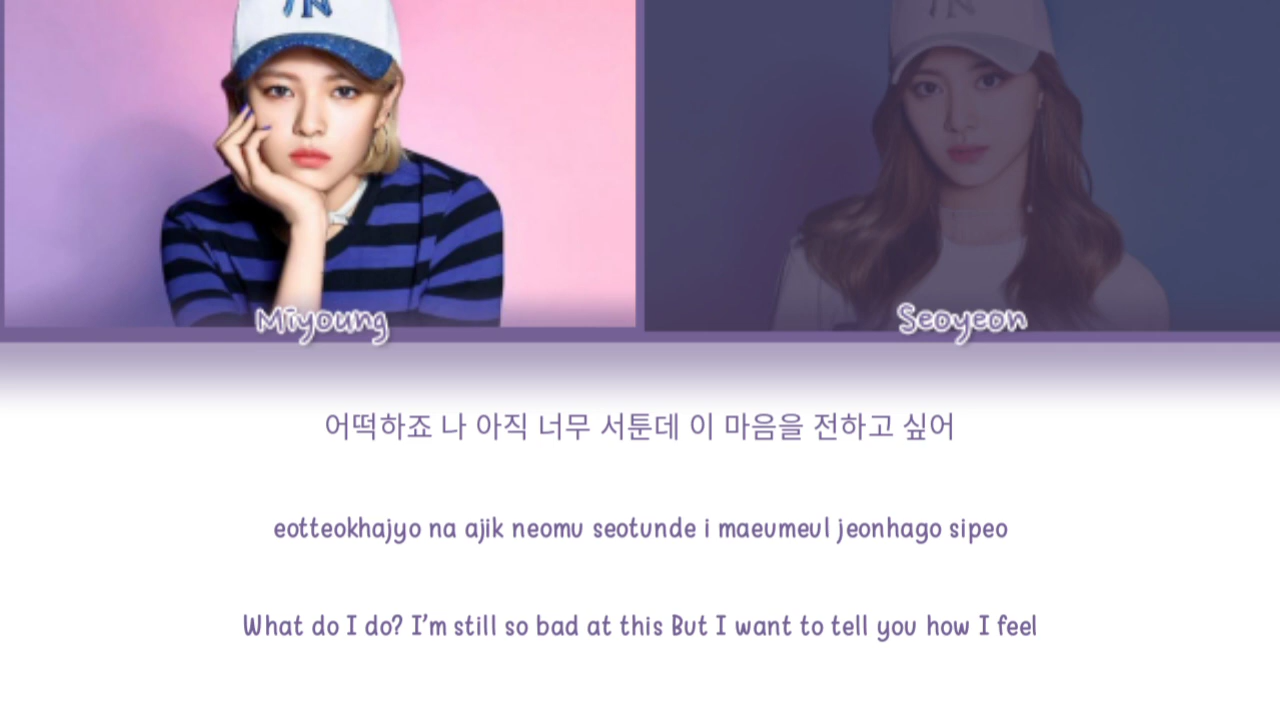 Miyoung
Seoyeon
어떡하죠 나 아직 너무 서툰데 이 마음을 전하고 싶어
eotteokhajyo na ajik neomu seotunde i maeumeul jeonhago sipeo
What do I do? I'm still so bad at this But I want to tell you how I feel